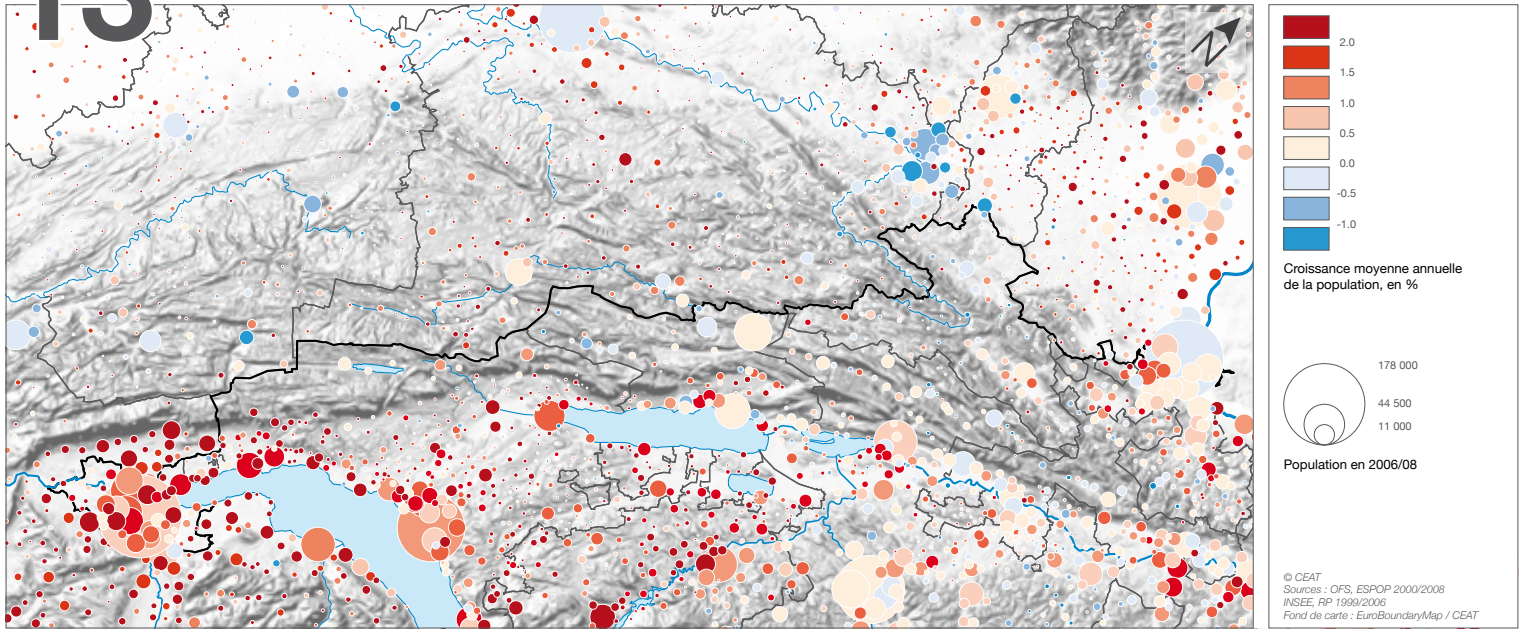 N
2.0
1.5
1.0
0.5
0.0
-0.5
-1.0
Croissance moyenne annuelle
de la population, en %
178 000
44 500
11 000
Population en 2006/08
© CEAT
Sources : OFS, ESPOP 2000/2008
INSEE, RP 1999/2006
Fond de carte : EuroBoundaryMap / CEAT